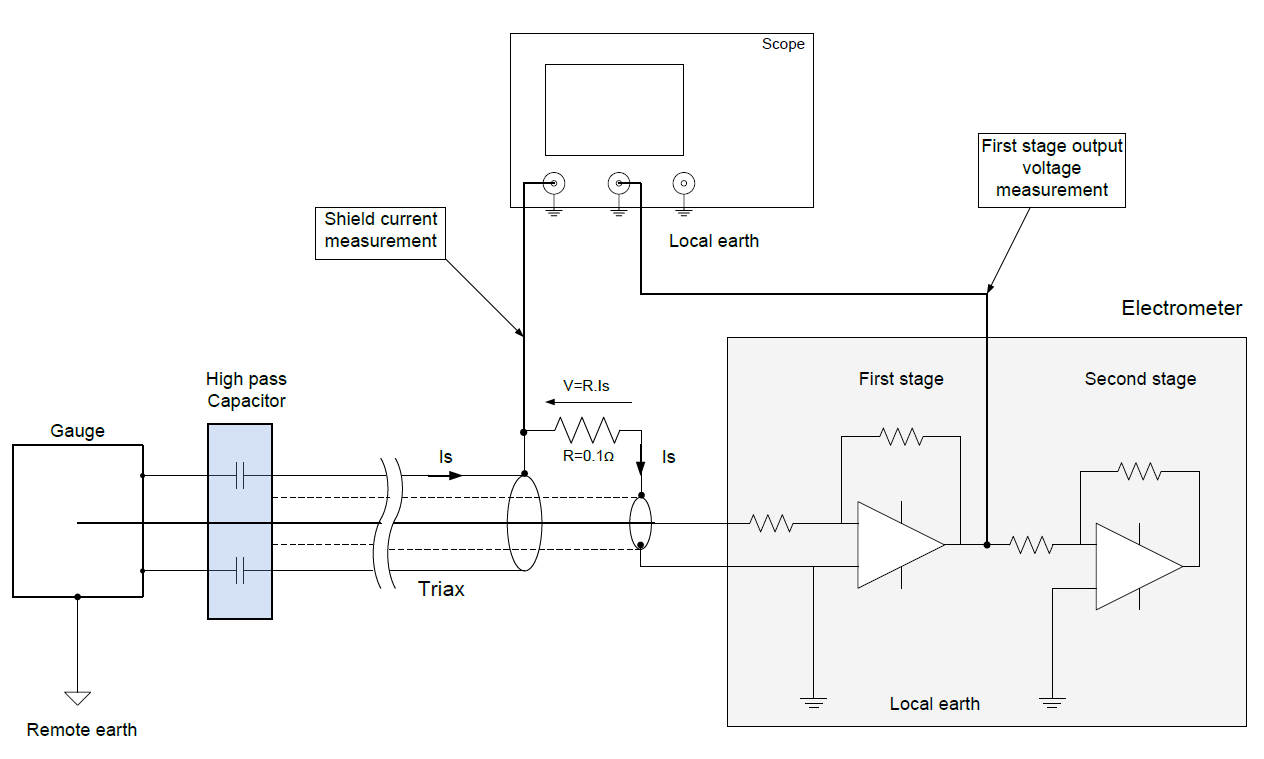 Scope
First stage output
voltage
measurement
Shield current
measurement
Local earth
Electrometer
High pass
Capacitor
V=R.Is
First stage
Second stage
Gauge
Is
R=0.1Ω
Is
Triax
Local earth
Remote earth